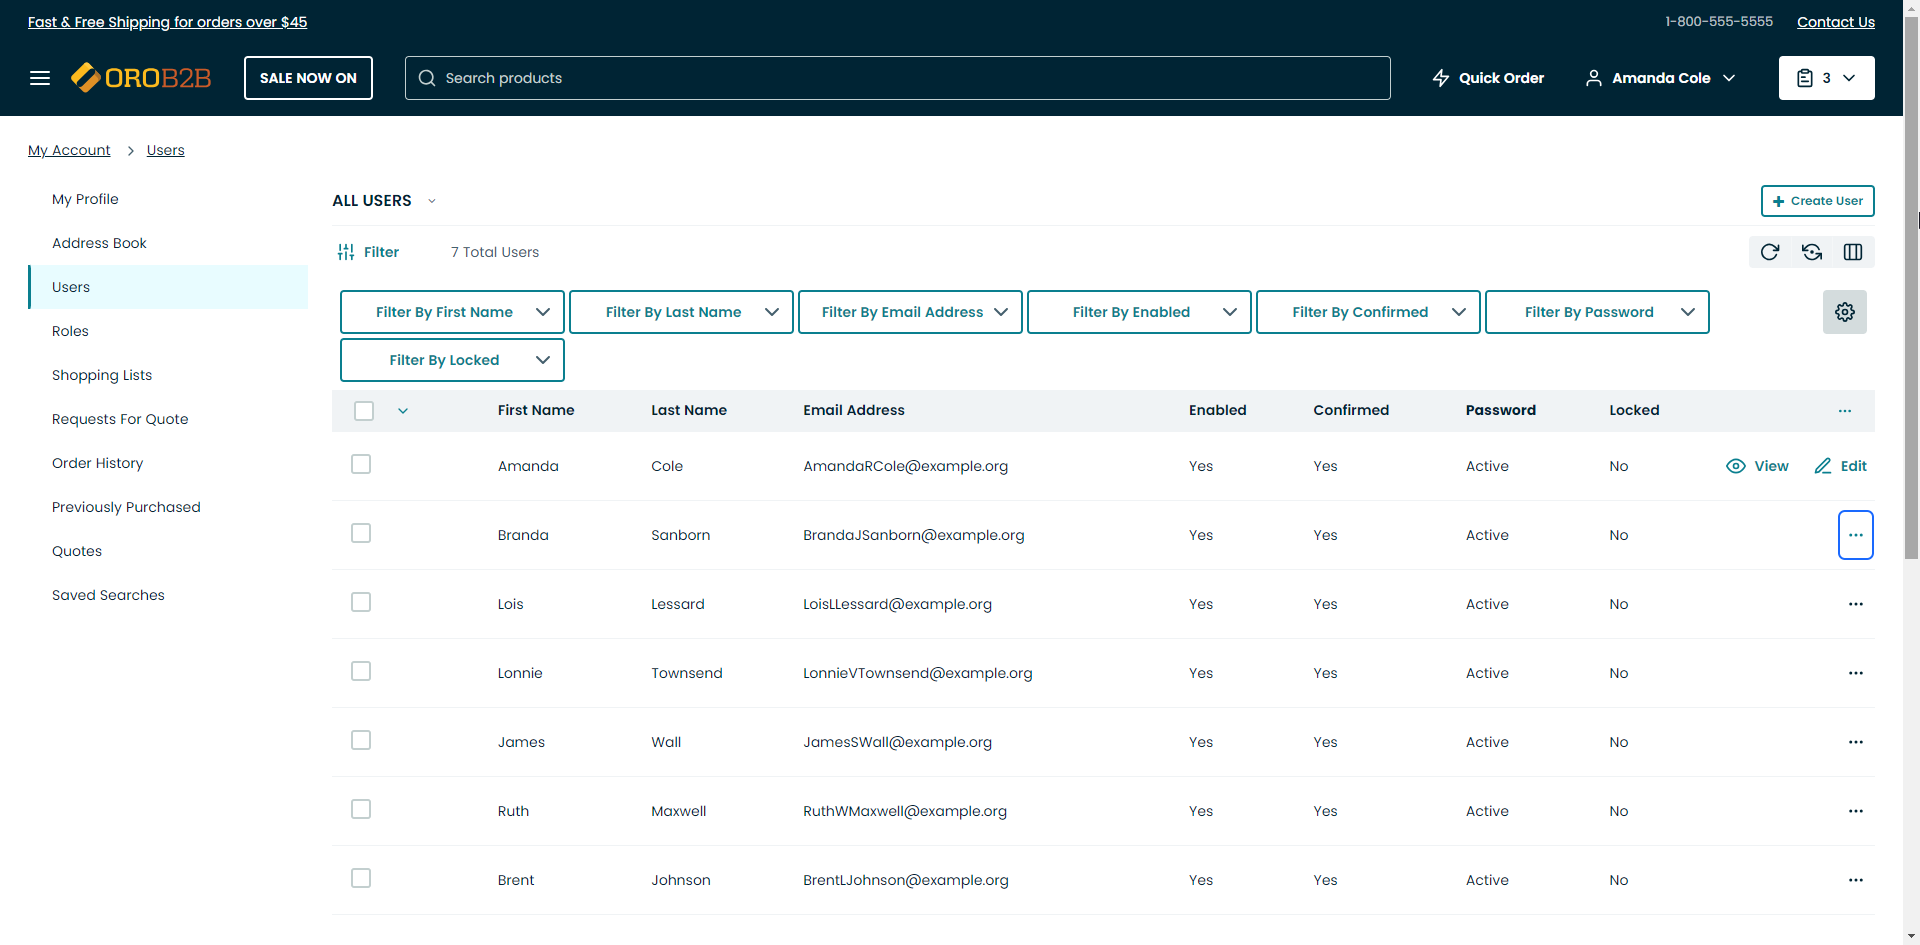 Fast & Free Shipping for orders over $45
1-800-555-5555 Contact Us
OROB2B SALE NOW ON Search products Quick Order Amanda Cole 3
My Account Users
My Profile
Address Book
Users
Roles
Shopping Lists
Requests For Quote
Order History
Previously Purchased
Quotes
Saved Searches
ALL USERS
Create User
Filter 7 Total Users
Filter By First Name Filter By Last Name Filter By Email Address Filter By Enabled Filter By Confirmed Filter By Password
Filter By Locked
First Name Last Name Email Address Enabled Confirmed Password Locked ...
Amanda Cole AmandaRCole@example.org Yes Yes Active No View Edit
Branda Sanborn BrandaJSanborn@example.org Yes Yes Active No ...
Lois Lessard LoisLLessard@example.org Yes Yes Active No ...
Lonnie Townsend LonnieVTownsend@example.org Yes Yes Active No ...
James Wall JamesSWall@example.org Yes Yes Active No ...
Ruth Maxwell RuthWMaxwell@example.org Yes Yes Active No ...
Brent Johnson BrentLJohnson@example.org Yes Yes Active No ...